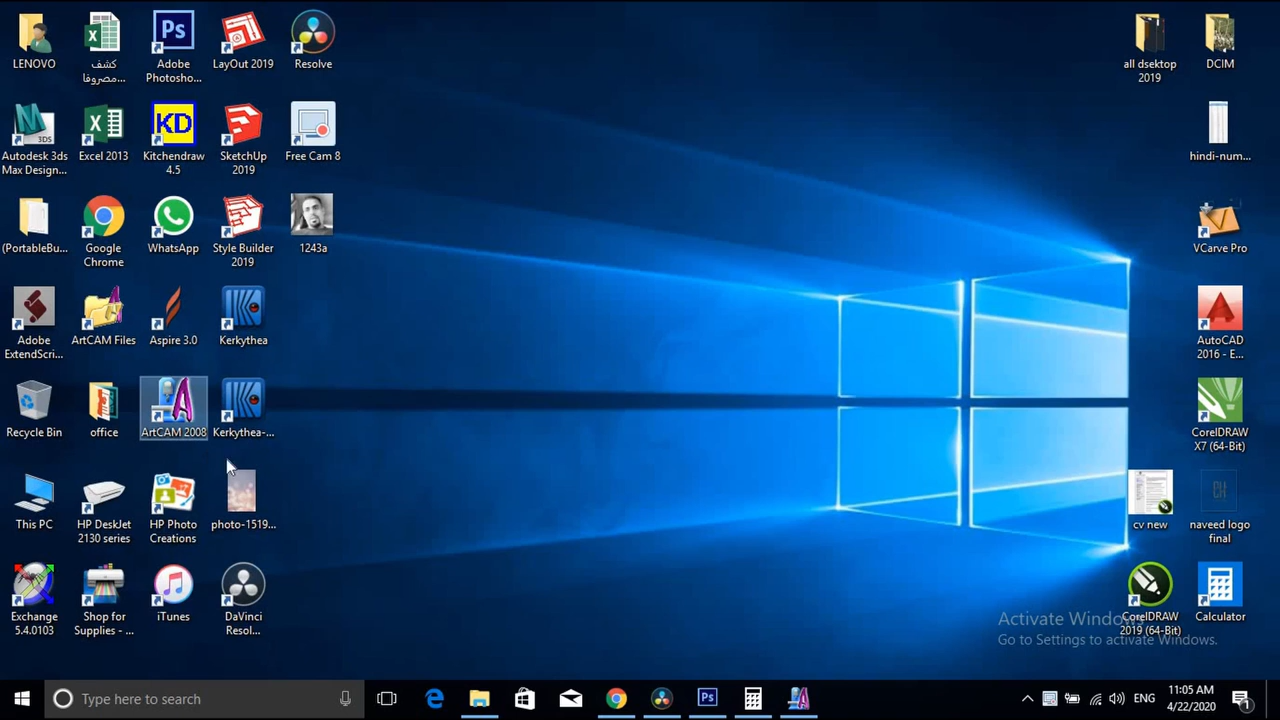 LENOVO
كشف
مصروفا...
Adobe
Photosho...
LayOut 2019
Resolve
all dsektop
2019
DCIM
Autodesk 3ds
Max Design...
Excel 2013
KD
Kitchendraw
4.5
SketchUp
2019
Free Cam 8
hindi-num...
(PortableBu...
Google
Chrome
WhatsApp
Style Builder
2019
1243a
VCarve Pro
Adobe
ExtendScri...
ArtCAM Files
Aspire 3.0
Kerkythea
AutoCAD
2016 - E...
Recycle Bin
office
ArtCAM 2008
Kerkythea-...
CorelDRAW
X7 (64-Bit)
This PC
HP DeskJet
2130 series
HP Photo
Creations
photo-1519...
cv new
naveed logo
final
Exchange
5.4.0103
Shop for
Supplies - ...
iTunes
DaVinci
Resol...
CorelDRAW
2019 (64-Bit)
Calculator
Activate Windows
Go to Settings to activate Windows.
Type here to search
ENG
11:05 AM
4/22/2020